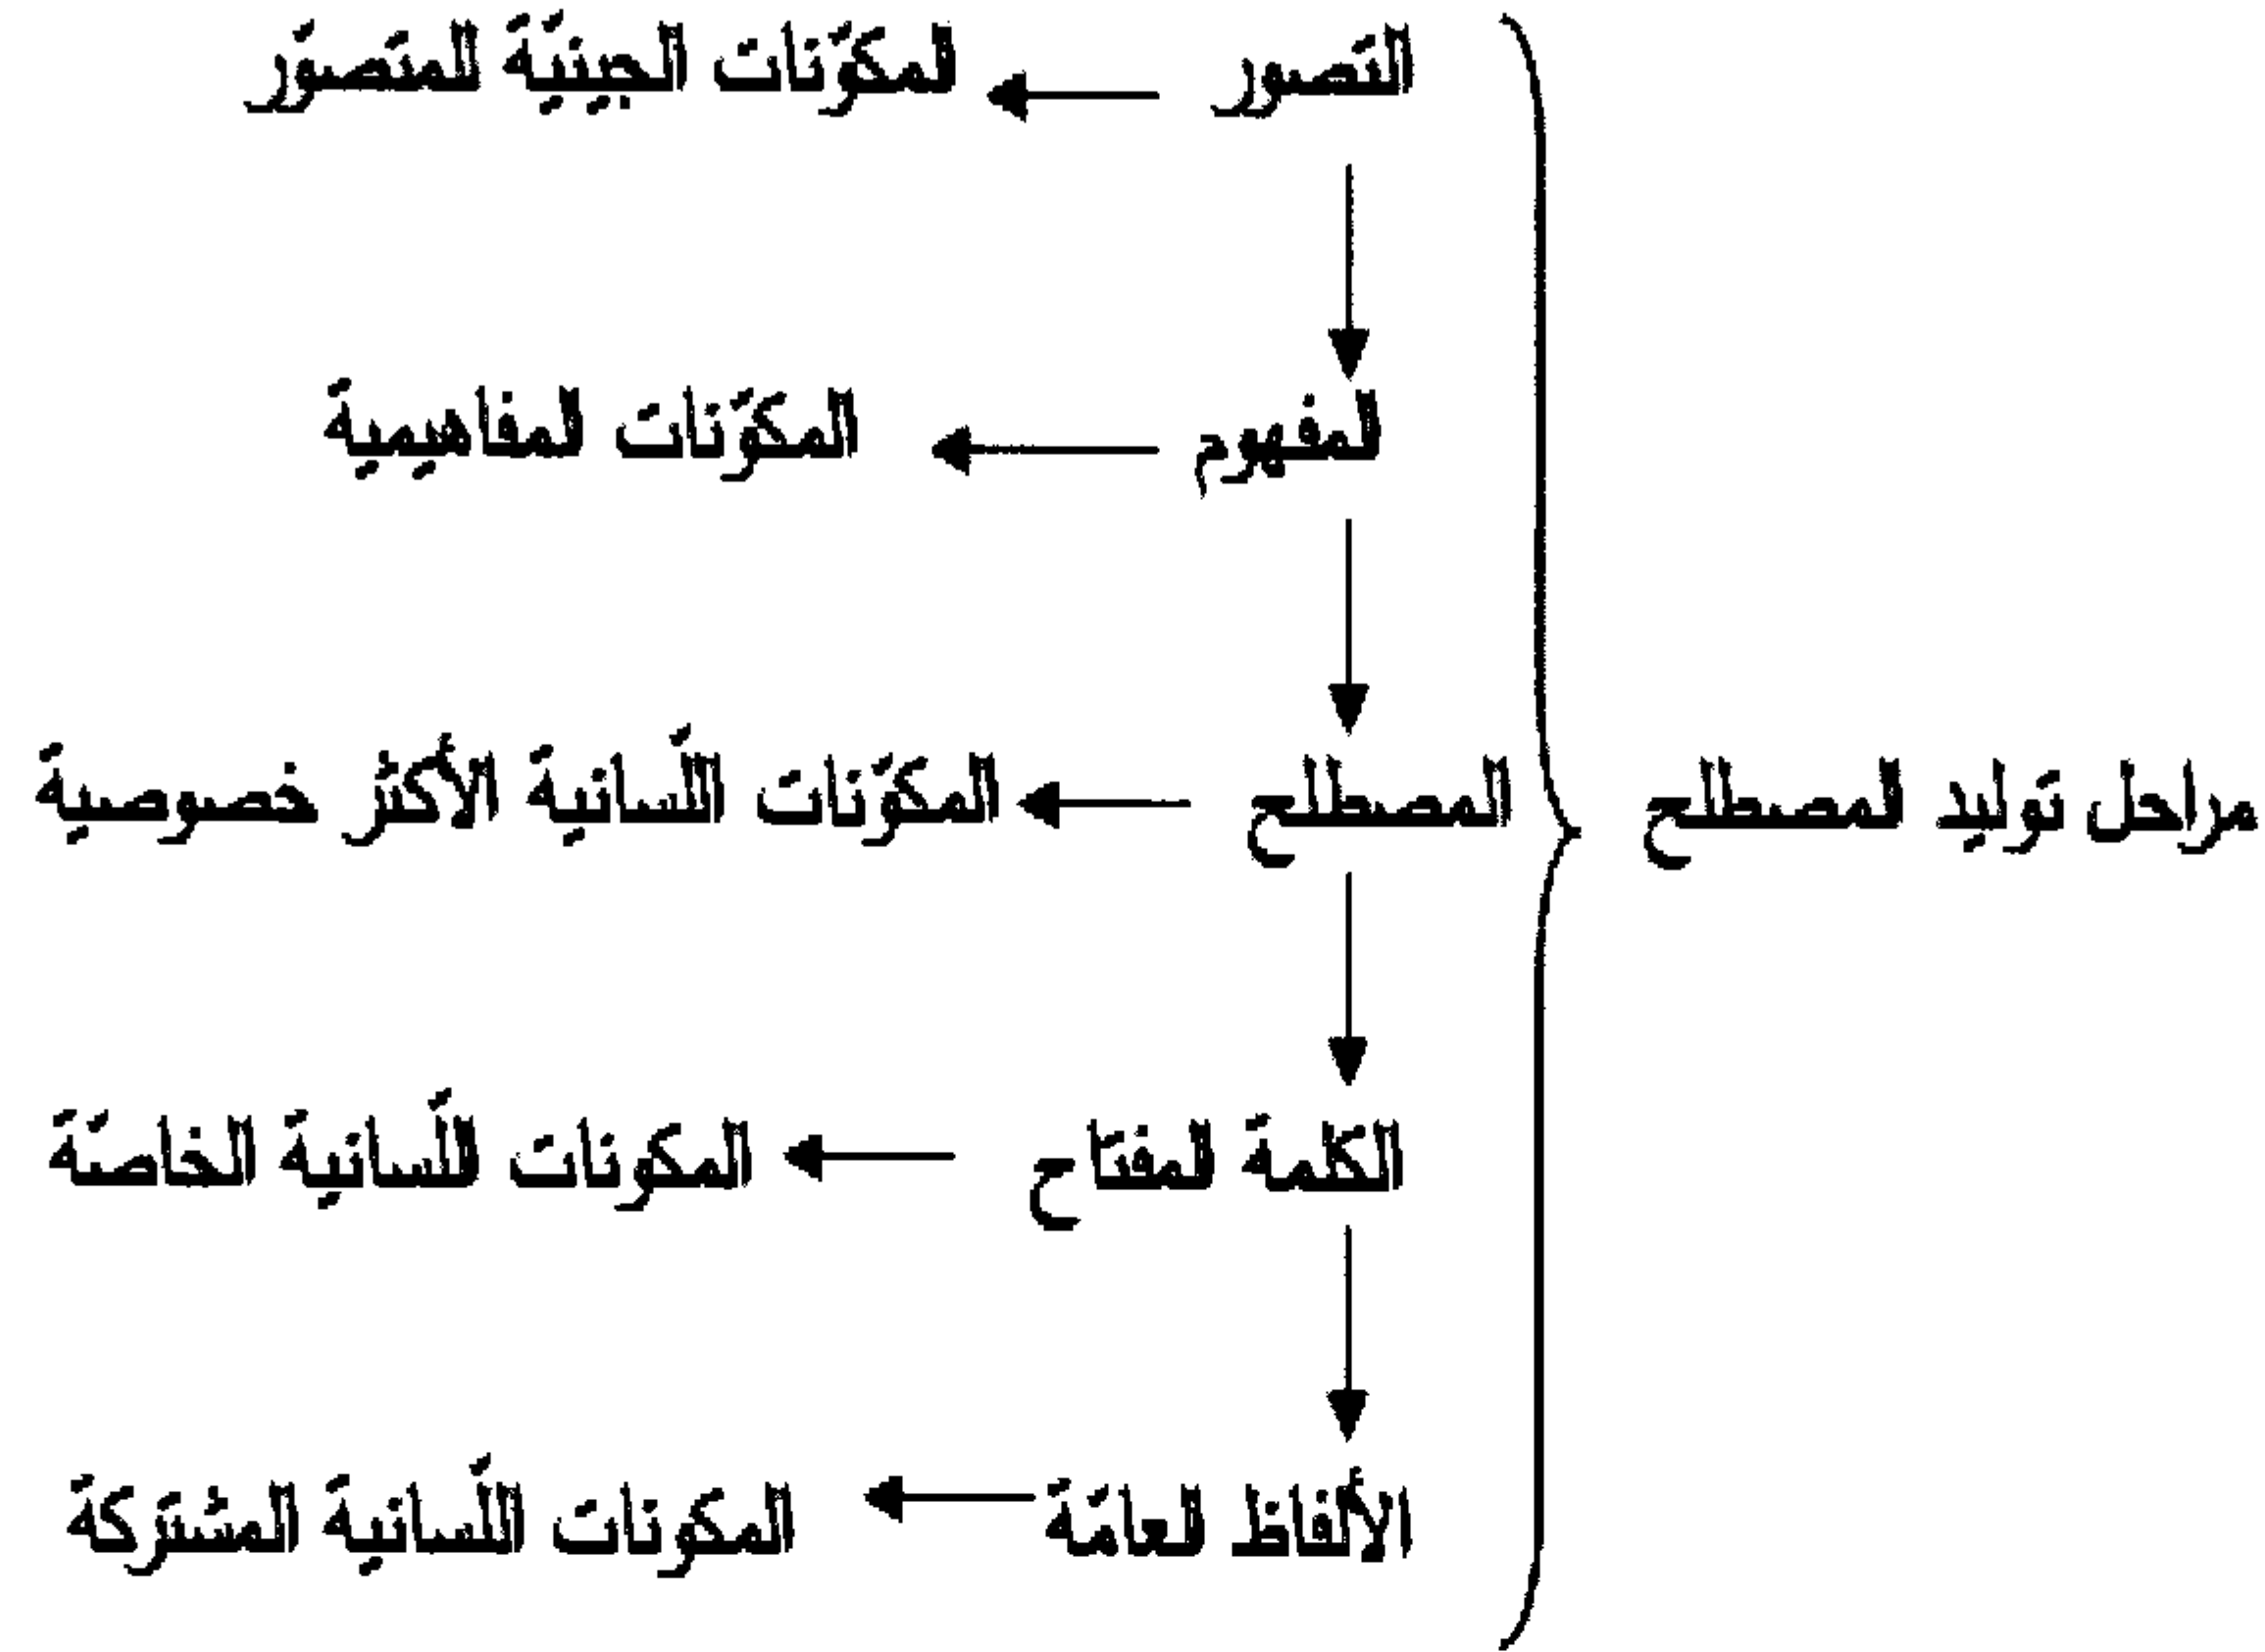 التصور
المكوّنات الجينيّة للمتصوّر
المفهوم
المكوّنات المفاهيمية
مراحل توليد المصطلح
المصطلح
المكوّنات اللّسانية الأكثر خصوصية
الكلمة المفتاح
المكونات اللّسانية الخاصّة
الألفاظ العامّة
المكونات اللّسانية المشتركة